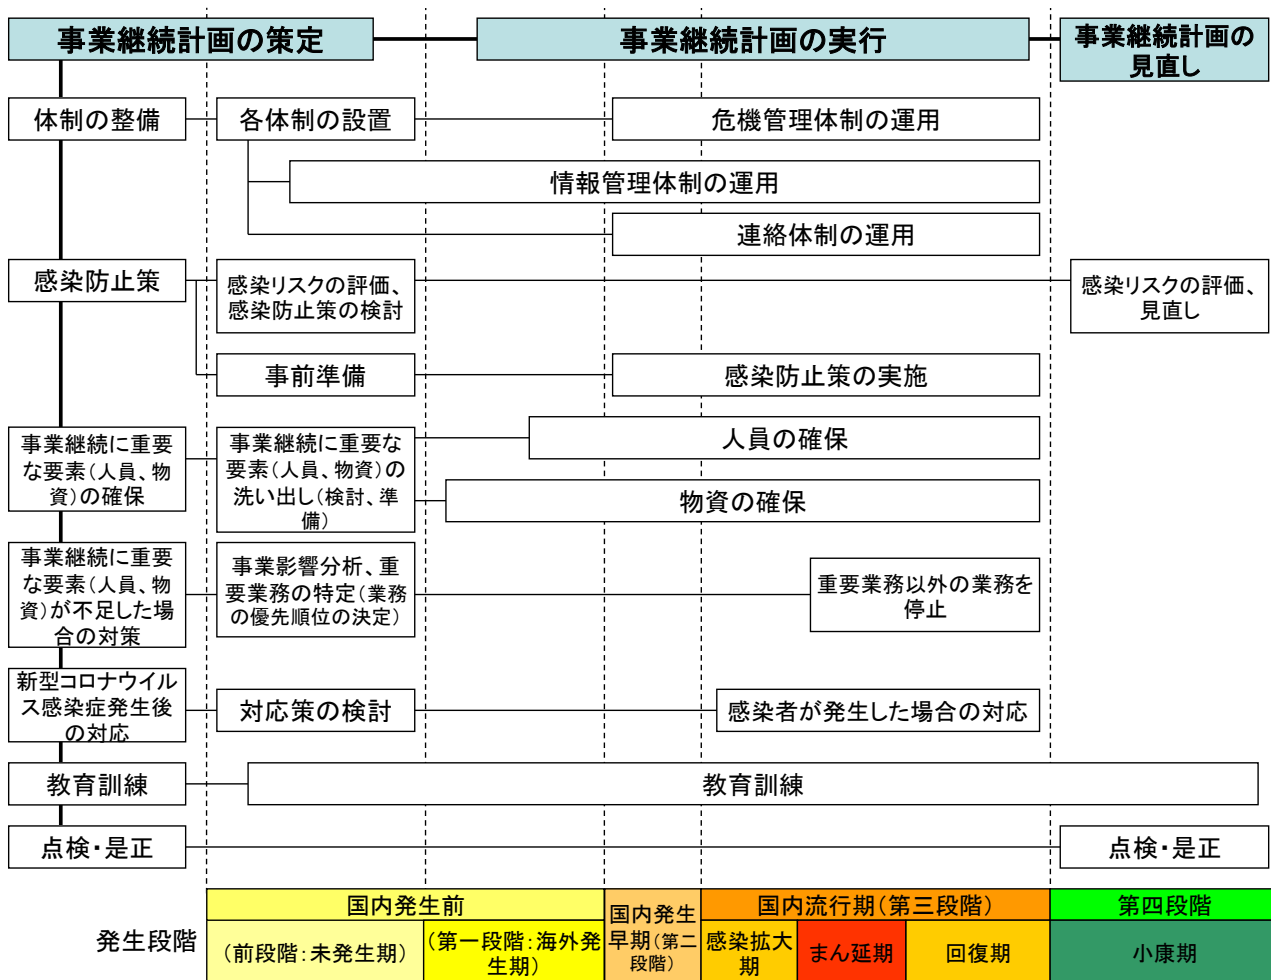 事業継続計画の策定
事業継続計画の実行
事業継続計画の
見直し
体制の整備
各体制の設置
危機管理体制の運用
情報管理体制の運用
連絡体制の運用
感染防止策
感染リスクの評価、
感染防止策の検討
感染リスクの評価、
見直し
事前準備
感染防止策の実施
事業継続に重要
な要素(人員、物
資)の確保
事業継続に重要な
要素(人員、物資)の
洗い出し(検討、準
備)
人員の確保
物資の確保
事業継続に重要
な要素(人員、物
資)が不足した場
合の対策
事業影響分析、重
要業務の特定(業務
の優先順位の決定)
重要業務以外の業務を
停止
新型コロナウイル
ス感染症発生後
の対応
対応策の検討
感染者が発生した場合の対応
教育訓練
教育訓練
点検・是正
点検・是正
発生段階
国内発生前
(前段階:未発生期)
(第一段階:海外発
生期)
国内発生
早期(第二
段階)
国内流行期(第三段階)
感染拡大
期
まん延期
回復期
第四段階
小康期